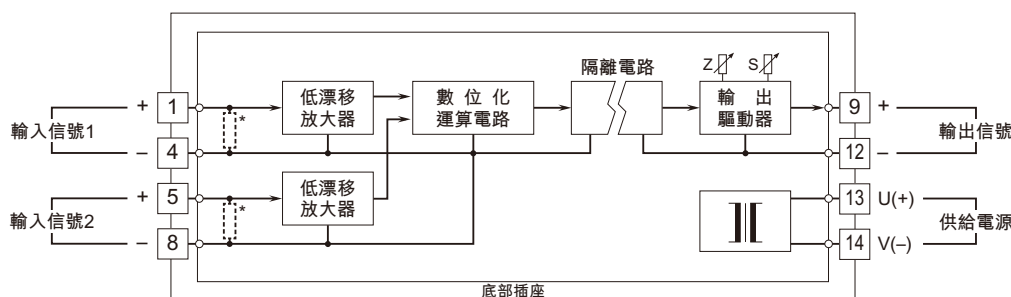 Z S
隔離電路
輸入信號1
+ 1
*
低漂移
放大器
數位化
運算電路
輸出
驅動器
9 +
輸出信號
− 4
12 −
輸入信號2
+ 5
*
低漂移
放大器
13 U(+)
供給電源
− 8
14 V(−)
底部插座